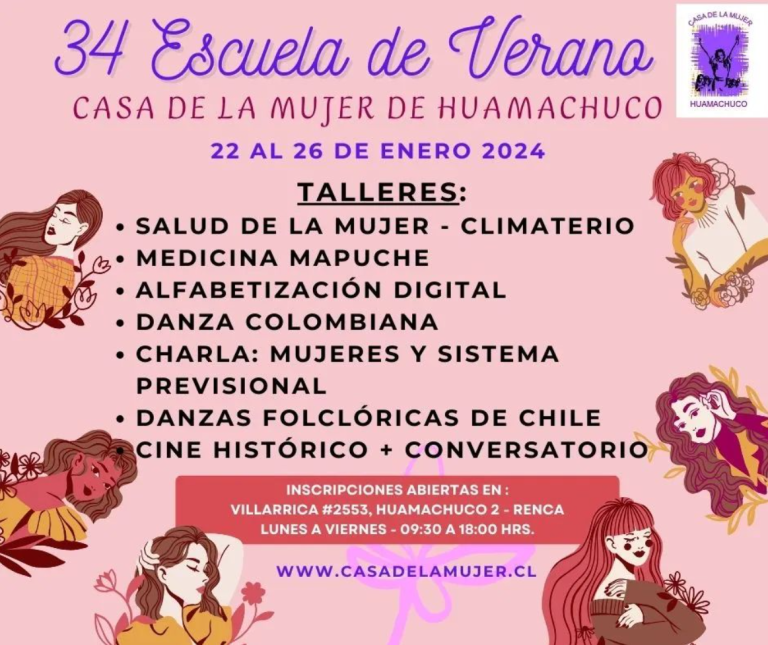 34 Escuela de Verano
CASA DE LA MUJER DE HUAMACHUCO
CASA DE LA MUJER
HUAMACHUCO
22 AL 26 DE ENERO 2024
TALLERES:
• SALUD DE LA MUJER - CLIMATERIO
• MEDICINA MAPUCHE
• ALFABETIZACIÓN DIGITAL
• DANZA COLOMBIANA
• CHARLA: MUJERES Y SISTEMA
PREVISIONAL
• DANZAS FOLCLÓRICAS DE CHILE
• CINE HISTÓRICO + CONVERSATORIO
INSCRIPCIONES ABIERTAS EN :
VILLARRICA #2553, HUAMACHUCO 2 - RENCA
LUNES A VIERNES - 09:30 A 18:00 HRS.
WWW.CASADELAMUJER.CL